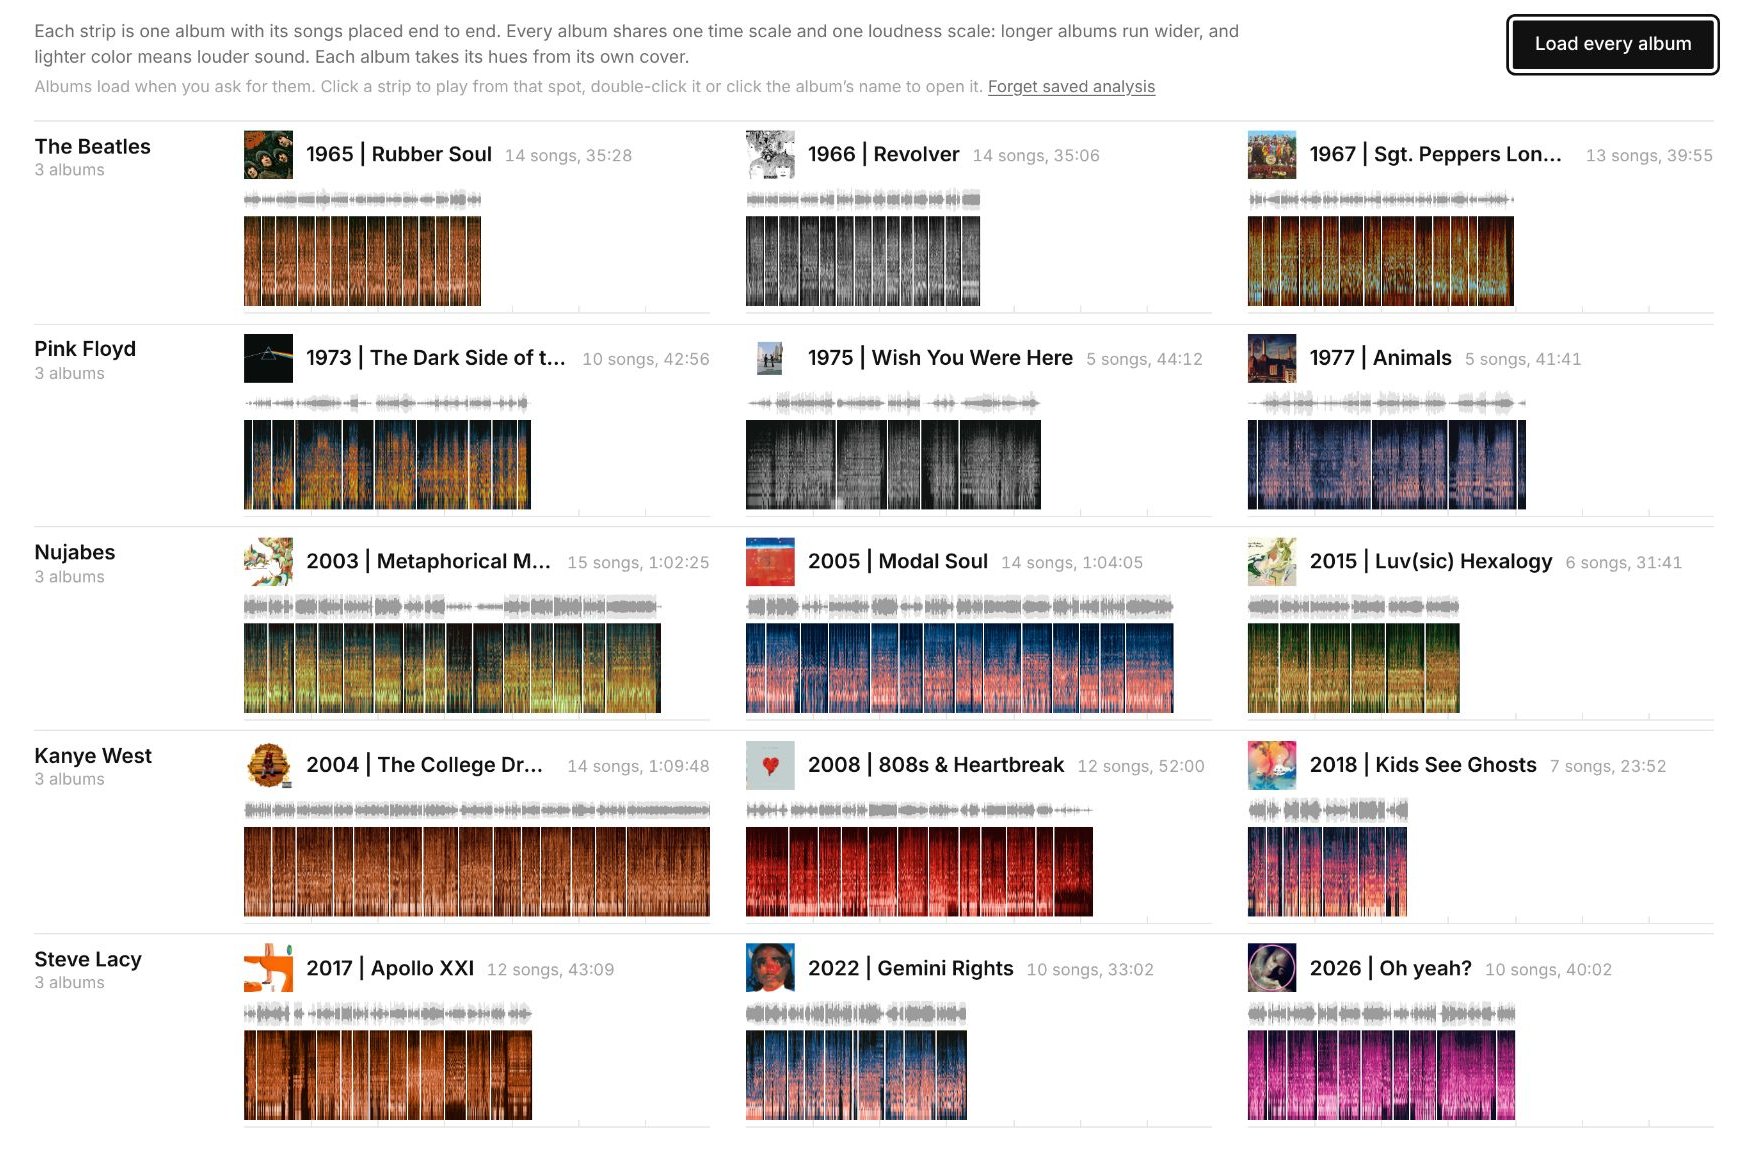 Each strip is one album with its songs placed end to end. Every album shares one time scale and one loudness scale: longer albums run wider, and
lighter color means louder sound. Each album takes its hues from its own cover.
Albums load when you ask for them. Click a strip to play from that spot, double-click it or click the album's name to open it. Forget saved analysis
Load every album
The Beatles
3 albums
1965 | Rubber Soul 14 songs, 35:28
1966 | Revolver 14 songs, 35:06
1967 | Sgt. Peppers Lon... 13 songs, 39:55
Pink Floyd
3 albums
1973 | The Dark Side of t... 10 songs, 42:56
1975 | Wish You Were Here 5 songs, 44:12
1977 | Animals 5 songs, 41:41
Nujabes
3 albums
2003 | Metaphorical M... 15 songs, 1:02:25
2005 | Modal Soul 14 songs, 1:04:05
2015 | Luv(sic) Hexalogy 6 songs, 31:41
Kanye West
3 albums
2004 | The College Dr... 14 songs, 1:09:48
2008 | 808s & Heartbreak 12 songs, 52:00
2018 | Kids See Ghosts 7 songs, 23:52
Steve Lacy
3 albums
2017 | Apollo XXI 12 songs, 43:09
2022 | Gemini Rights 10 songs, 33:02
2026 | Oh yeah? 10 songs, 40:02